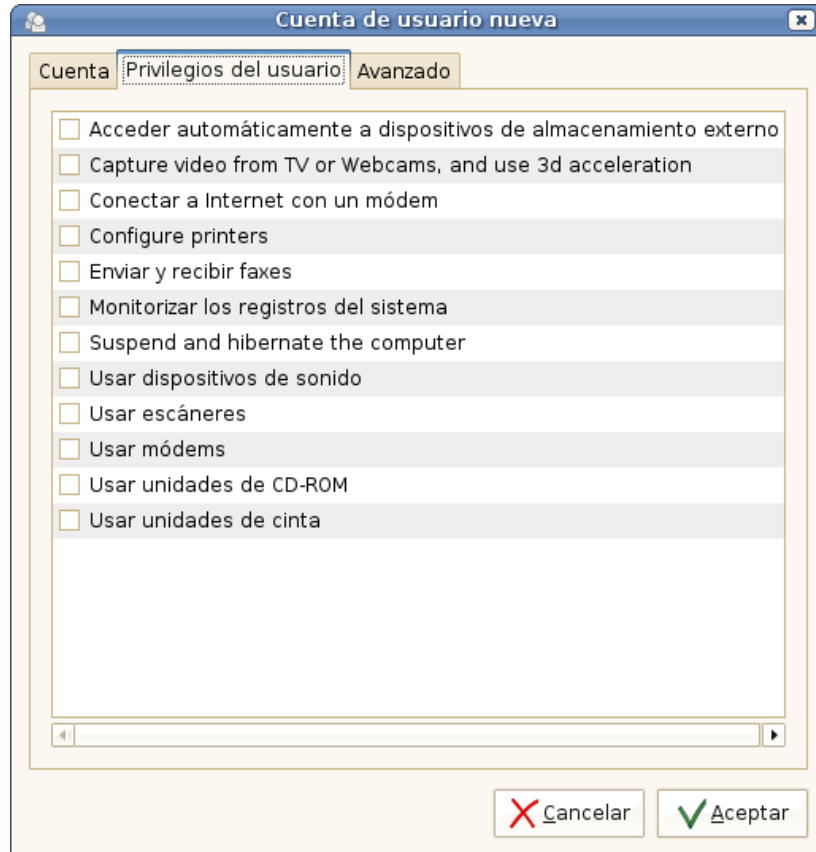 Cuenta de usuario nueva
Cuenta Privilegios del usuario Avanzado
Acceder automáticamente a dispositivos de almacenamiento externo
Capture video from TV or Webcams, and use 3d acceleration
Conectar a Internet con un módem
Configure printers
Enviar y recibir faxes
Monitorizar los registros del sistema
Suspend and hibernate the computer
Usar dispositivos de sonido
Usar escáneres
Usar módems
Usar unidades de CD-ROM
Usar unidades de cinta
Cancelar Aceptar